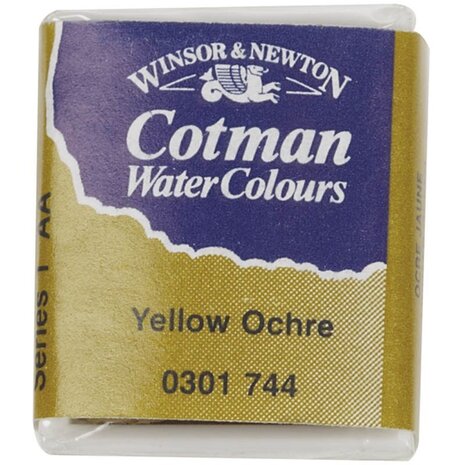 WINSOR & NEWTON
Cotman
Water Colours
Yellow Ochre
0301 744
Series 1 AA
OCRE JAUNE